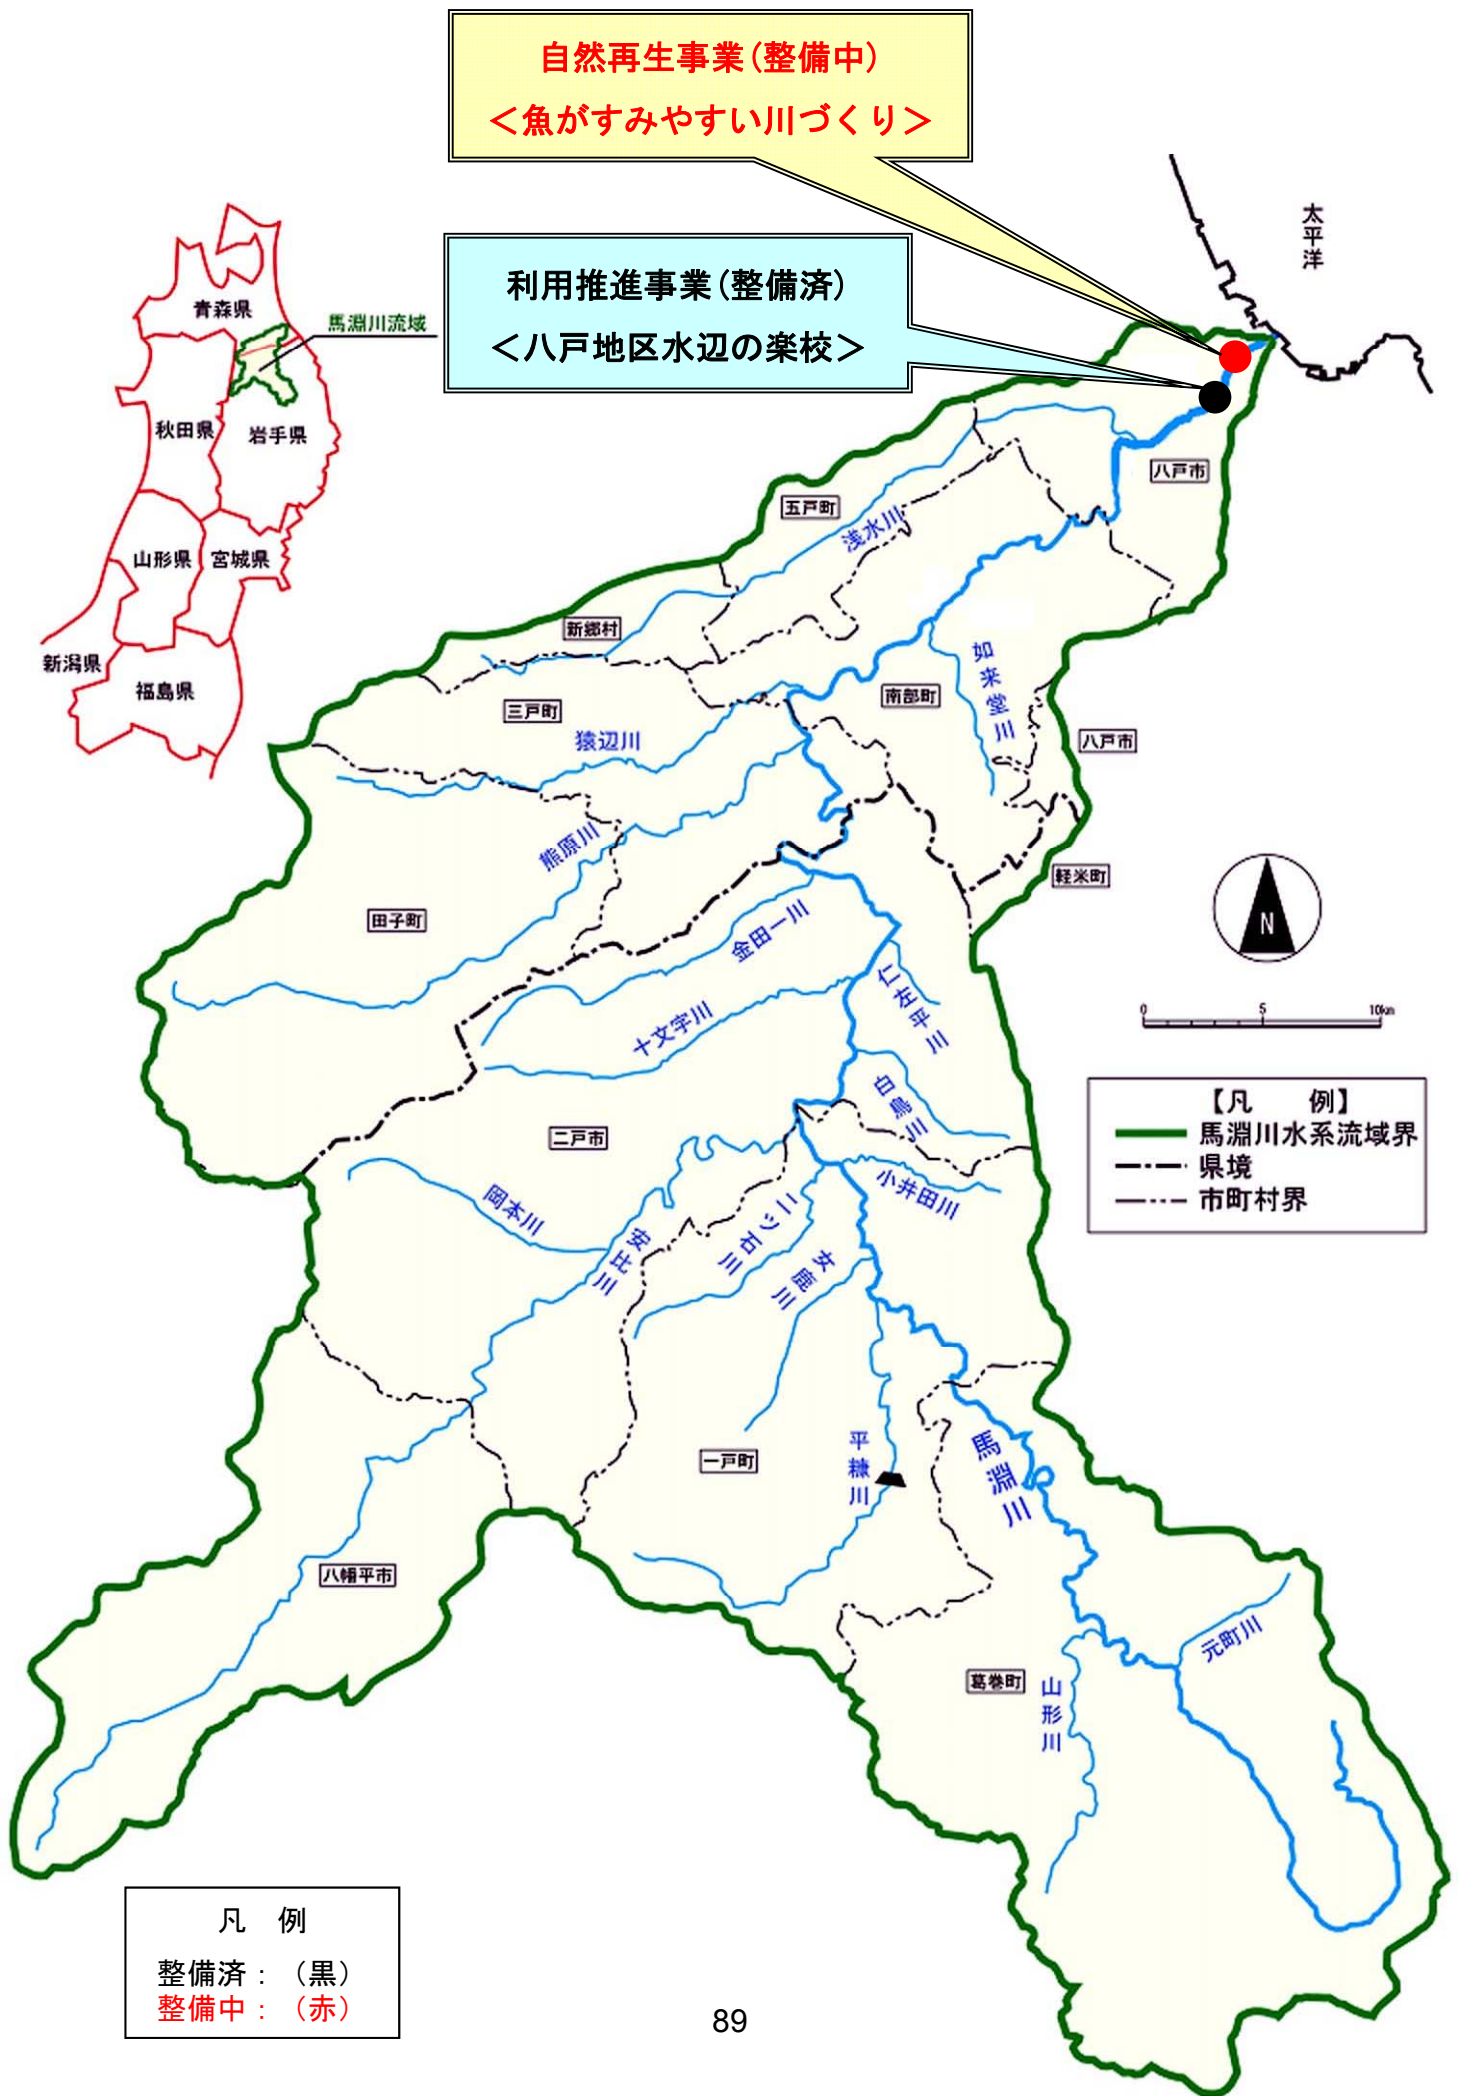 自然再生事業(整備中)
＜魚がすみやすい川づくり＞
利用推進事業(整備済)
＜八戸地区水辺の楽校＞
太平洋
青森県
馬淵川流域
秋田県
岩手県
山形県
宮城県
新潟県
福島県
八戸市
五戸町
浅水川
新郷村
如来堂川
南部町
三戸町
猿辺川
八戸市
熊原川
軽米町
田子町
金田一川
仁左平川
十文字川
N
0 5 10km
白鳥川
二戸市
小井田川
岡本川
二ツ石川
安比川
女鹿川
【凡 例】
馬淵川水系流域界
県境
市町村界
一戸町
平糠川
馬淵川
八幡平市
元町川
葛巻町
山形川
凡 例
整備済：（黒）
整備中：（赤）
89